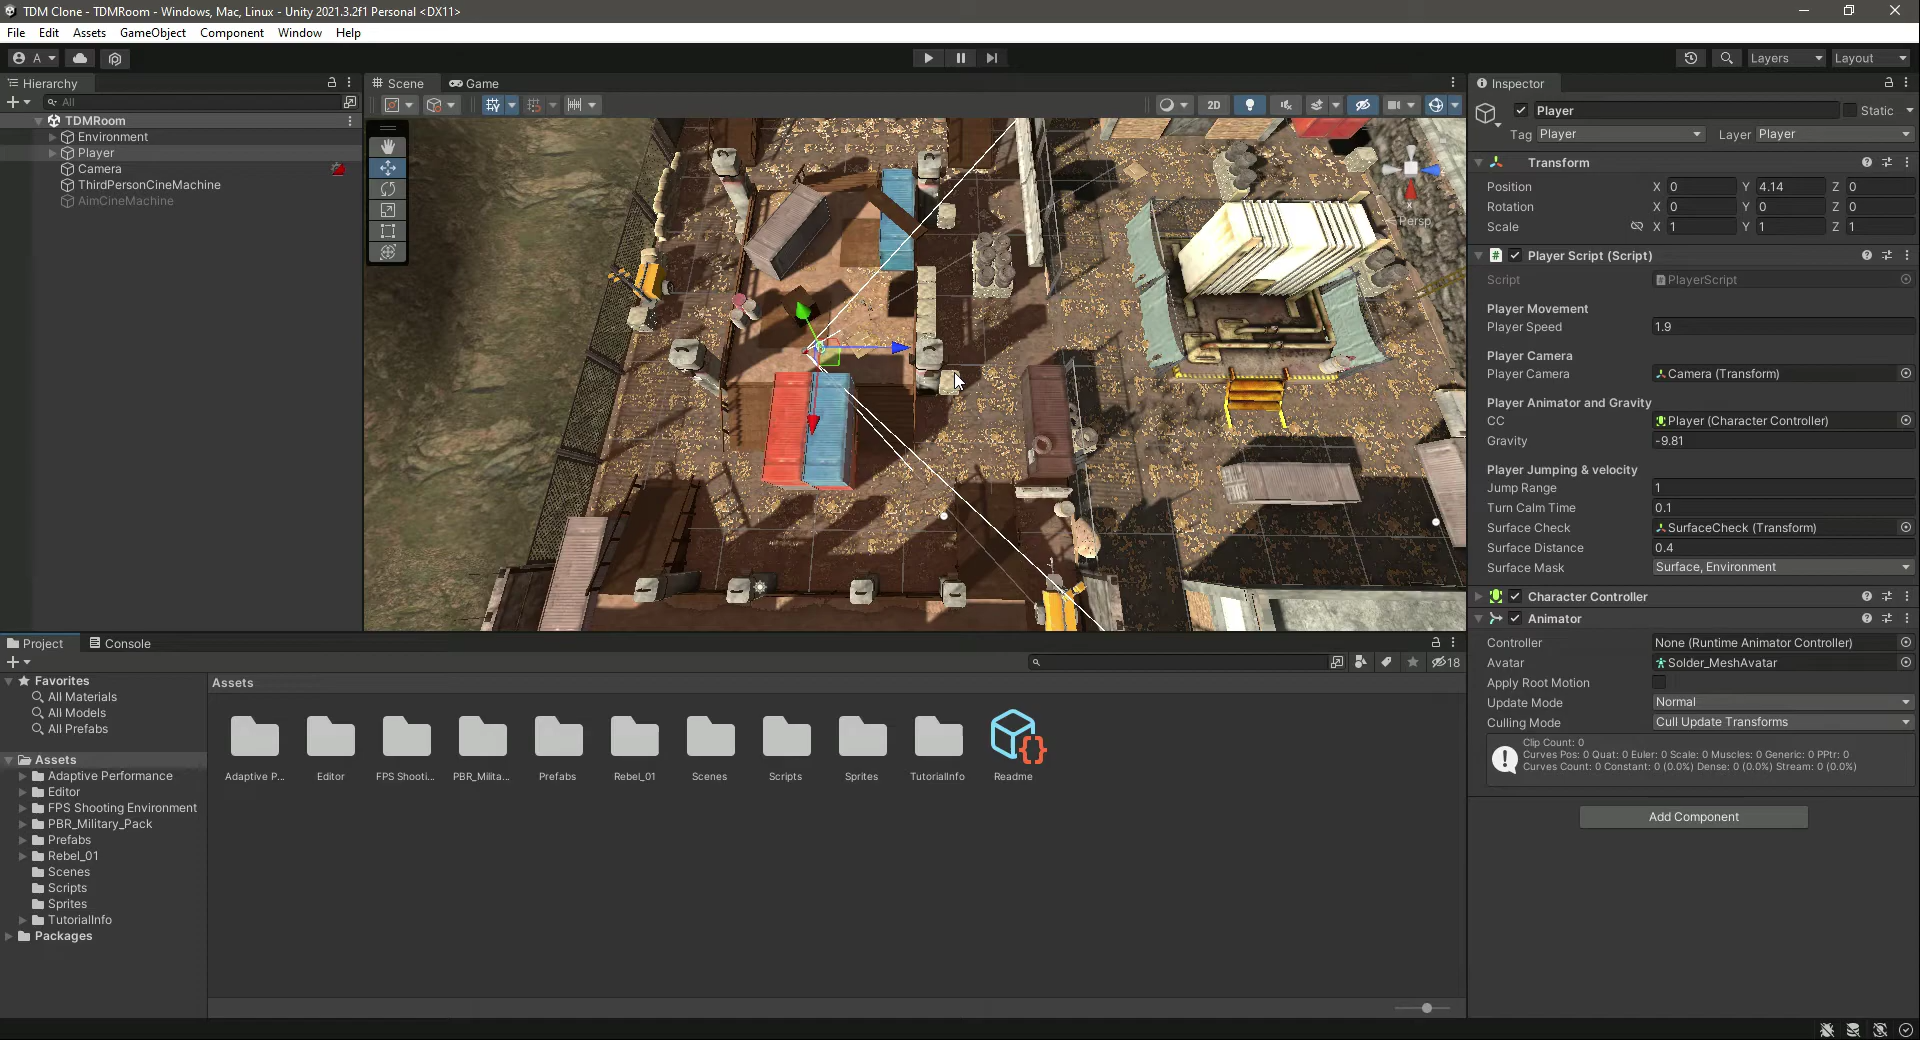 TDM Clone - TDMRoom - Windows, Mac, Linux - Unity 2021.3.2f1 Personal <DX11>
File Edit Assets GameObject Component Window Help
A
Layers Layout
Hierarchy
All
TDMRoom
Environment
Player
Camera
ThirdPersonCineMachine
AimCineMachine
Scene Game
2D
Persp
Inspector
Player Static
Tag Player Layer Player
Transform
Position X 0 Y 4.14 Z 0
Rotation X 0 Y 0 Z 0
Scale X 1 Y 1 Z 1
Player Script (Script)
Script PlayerScript
Player Movement
Player Speed 1.9
Player Camera
Player Camera Camera (Transform)
Player Animator and Gravity
CC Player (Character Controller)
Gravity -9.81
Player Jumping & velocity
Jump Range 1
Turn Calm Time 0.1
Surface Check SurfaceCheck (Transform)
Surface Distance 0.4
Surface Mask Surface, Environment
Character Controller
Animator
Controller None (Runtime Animator Controller)
Avatar Solder_MeshAvatar
Apply Root Motion
Update Mode Normal
Culling Mode Cull Update Transforms
Clip Count: 0
Curves Pos: 0 Quat: 0 Euler: 0 Scale: 0 Muscles: 0 Generic: 0 PPtr: 0
Curves Count: 0 Constant: 0 (0.0%) Dense: 0 (0.0%) Stream: 0 (0.0%)
Add Component
Project Console
18
Favorites
All Materials
All Models
All Prefabs
Assets
Adaptive Performance
Editor
FPS Shooting Environment
PBR_Military_Pack
Prefabs
Rebel_01
Scenes
Scripts
Sprites
TutorialInfo
Packages
Assets
Adaptive P... Editor FPS Shooti... PBR_Milita... Prefabs Rebel_01 Scenes Scripts Sprites TutorialInfo Readme